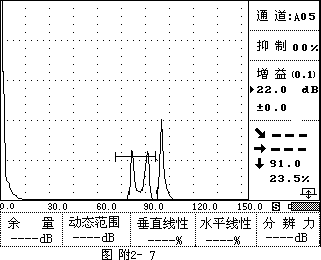 通道:A05
抑制00%
增益(0.1)
22.0 dB
±0.0
91.0
23.5%
0.0 30.0 60.0 90.0 120.0 150.0 S
余 量 动态范围 垂直线性 水平线性 分辨力
----dB ----dB ----% ----% ----dB
图 附2-7